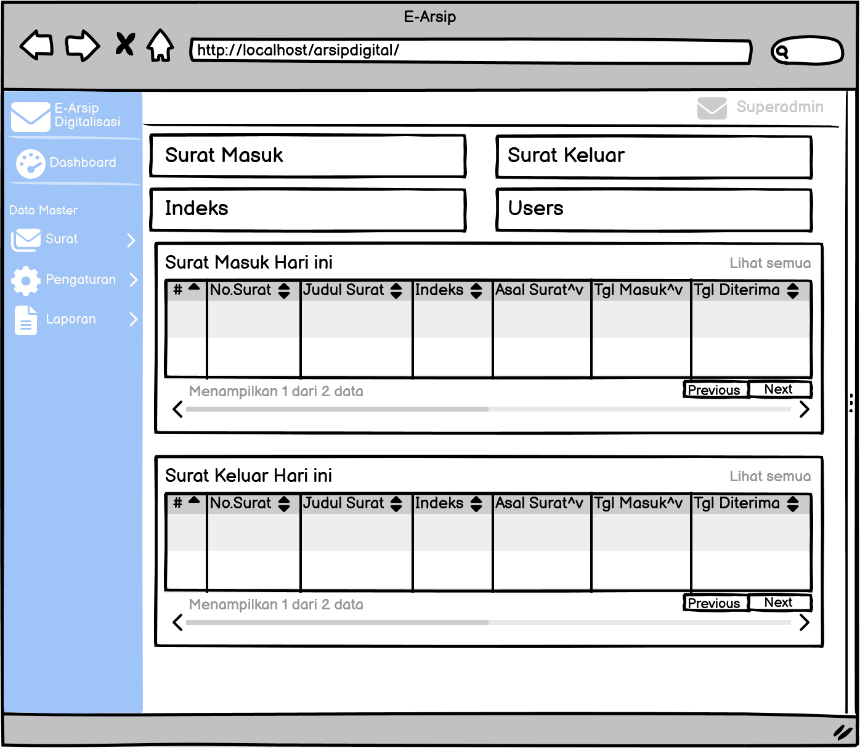 E-Arsip
http://localhost/arsipdigital/
E-Arsip
Digitalisasi
Superadmin
Dashboard
Data Master
Surat
Pengaturan
Laporan
Surat Masuk
Surat Keluar
Indeks
Users
Surat Masuk Hari ini
Lihat semua
# No.Surat Judul Surat Indeks Asal Surat^v Tgl Masuk^v Tgl Diterima
Menampilkan 1 dari 2 data
Previous Next
Surat Keluar Hari ini
Lihat semua
# No.Surat Judul Surat Indeks Asal Surat^v Tgl Masuk^v Tgl Diterima
Menampilkan 1 dari 2 data
Previous Next